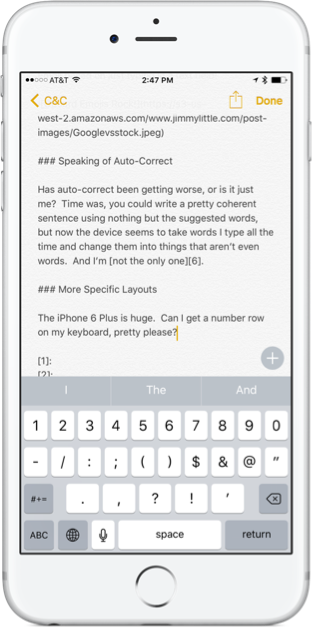 AT&T 2:47 PM
C&C Done
west-2.amazonaws.com/www.jimmylittle.com/post-
images/Googlevsstock.jpeg)
### Speaking of Auto-Correct
Has auto-correct been getting worse, or is it just
me? Time was, you could write a pretty coherent
sentence using nothing but the suggested words,
but now the device seems to take words I type all the
time and change them into things that aren't even
words. And I'm [not the only one][6].
### More Specific Layouts
The iPhone 6 Plus is huge. Can I get a number row
on my keyboard, pretty please?
[1]:
[2]:
I The And
1 2 3 4 5 6 7 8 9 0
- / : ; ( ) $ & @ "
#+= . , ? ! '
ABC space return